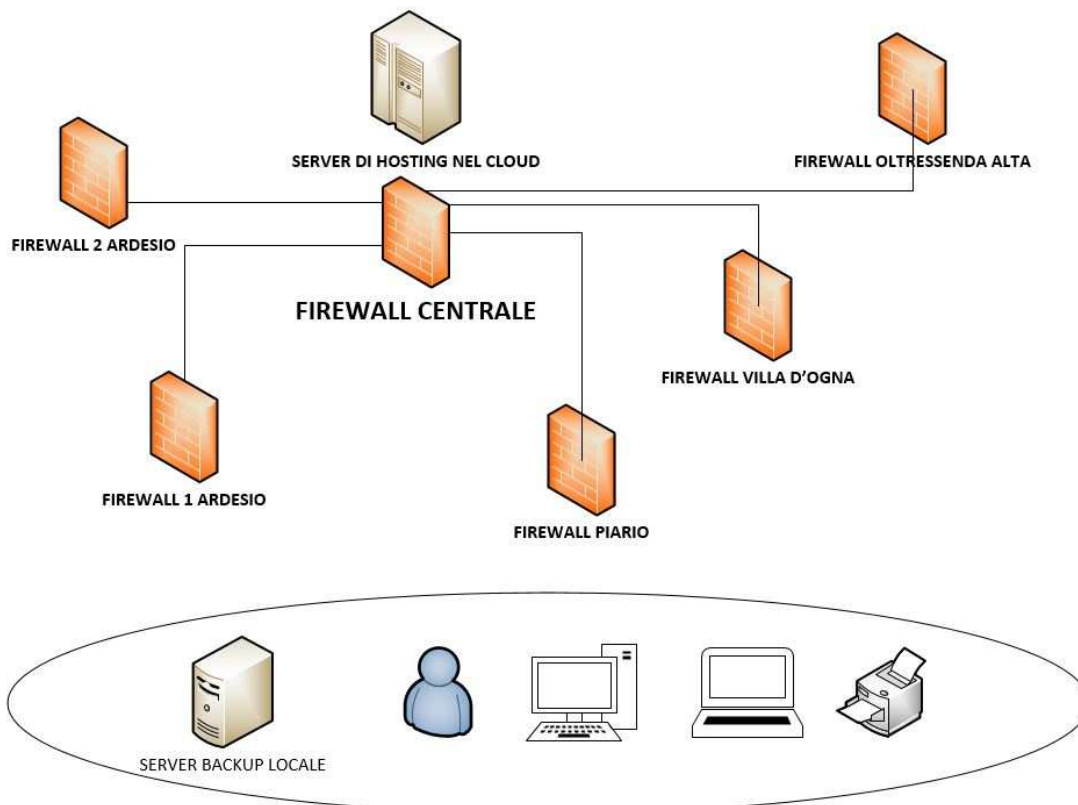 SERVER DI HOSTING NEL CLOUD
FIREWALL OLTRESSENDA ALTA
FIREWALL 2 ARDESIO
FIREWALL CENTRALE
FIREWALL VILLA D'OGNA
FIREWALL 1 ARDESIO
FIREWALL PIARIO
SERVER BACKUP LOCALE